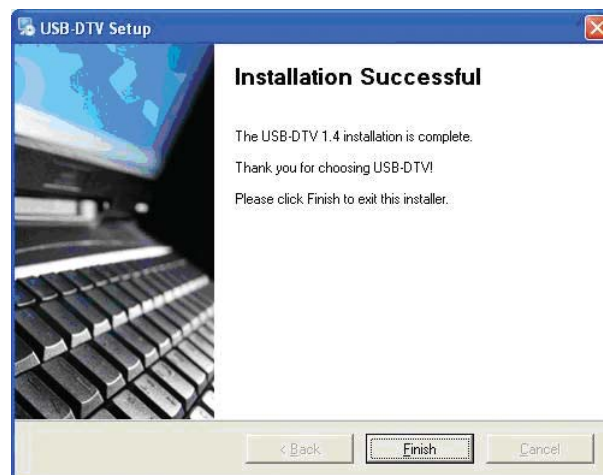 USB-DTV Setup
Installation Successful
The USB-DTV 1.4 installation is complete.
Thank you for choosing USB-DTV!
Please click Finish to exit this installer.
< Back Finish Cancel